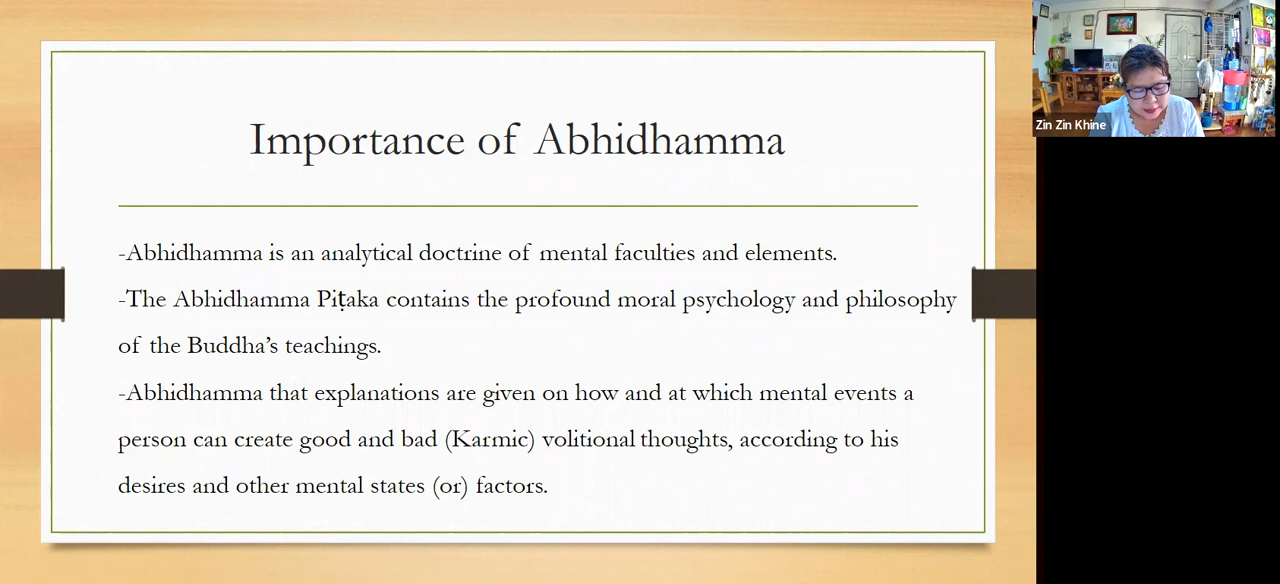 Importance of Abhidhamma
-Abhidhamma is an analytical doctrine of mental faculties and elements.
-The Abhidhamma Piṭaka contains the profound moral psychology and philosophy
of the Buddha’s teachings.
-Abhidhamma that explanations are given on how and at which mental events a
person can create good and bad (Karmic) volitional thoughts, according to his
desires and other mental states (or) factors.
Zin Zin Khine